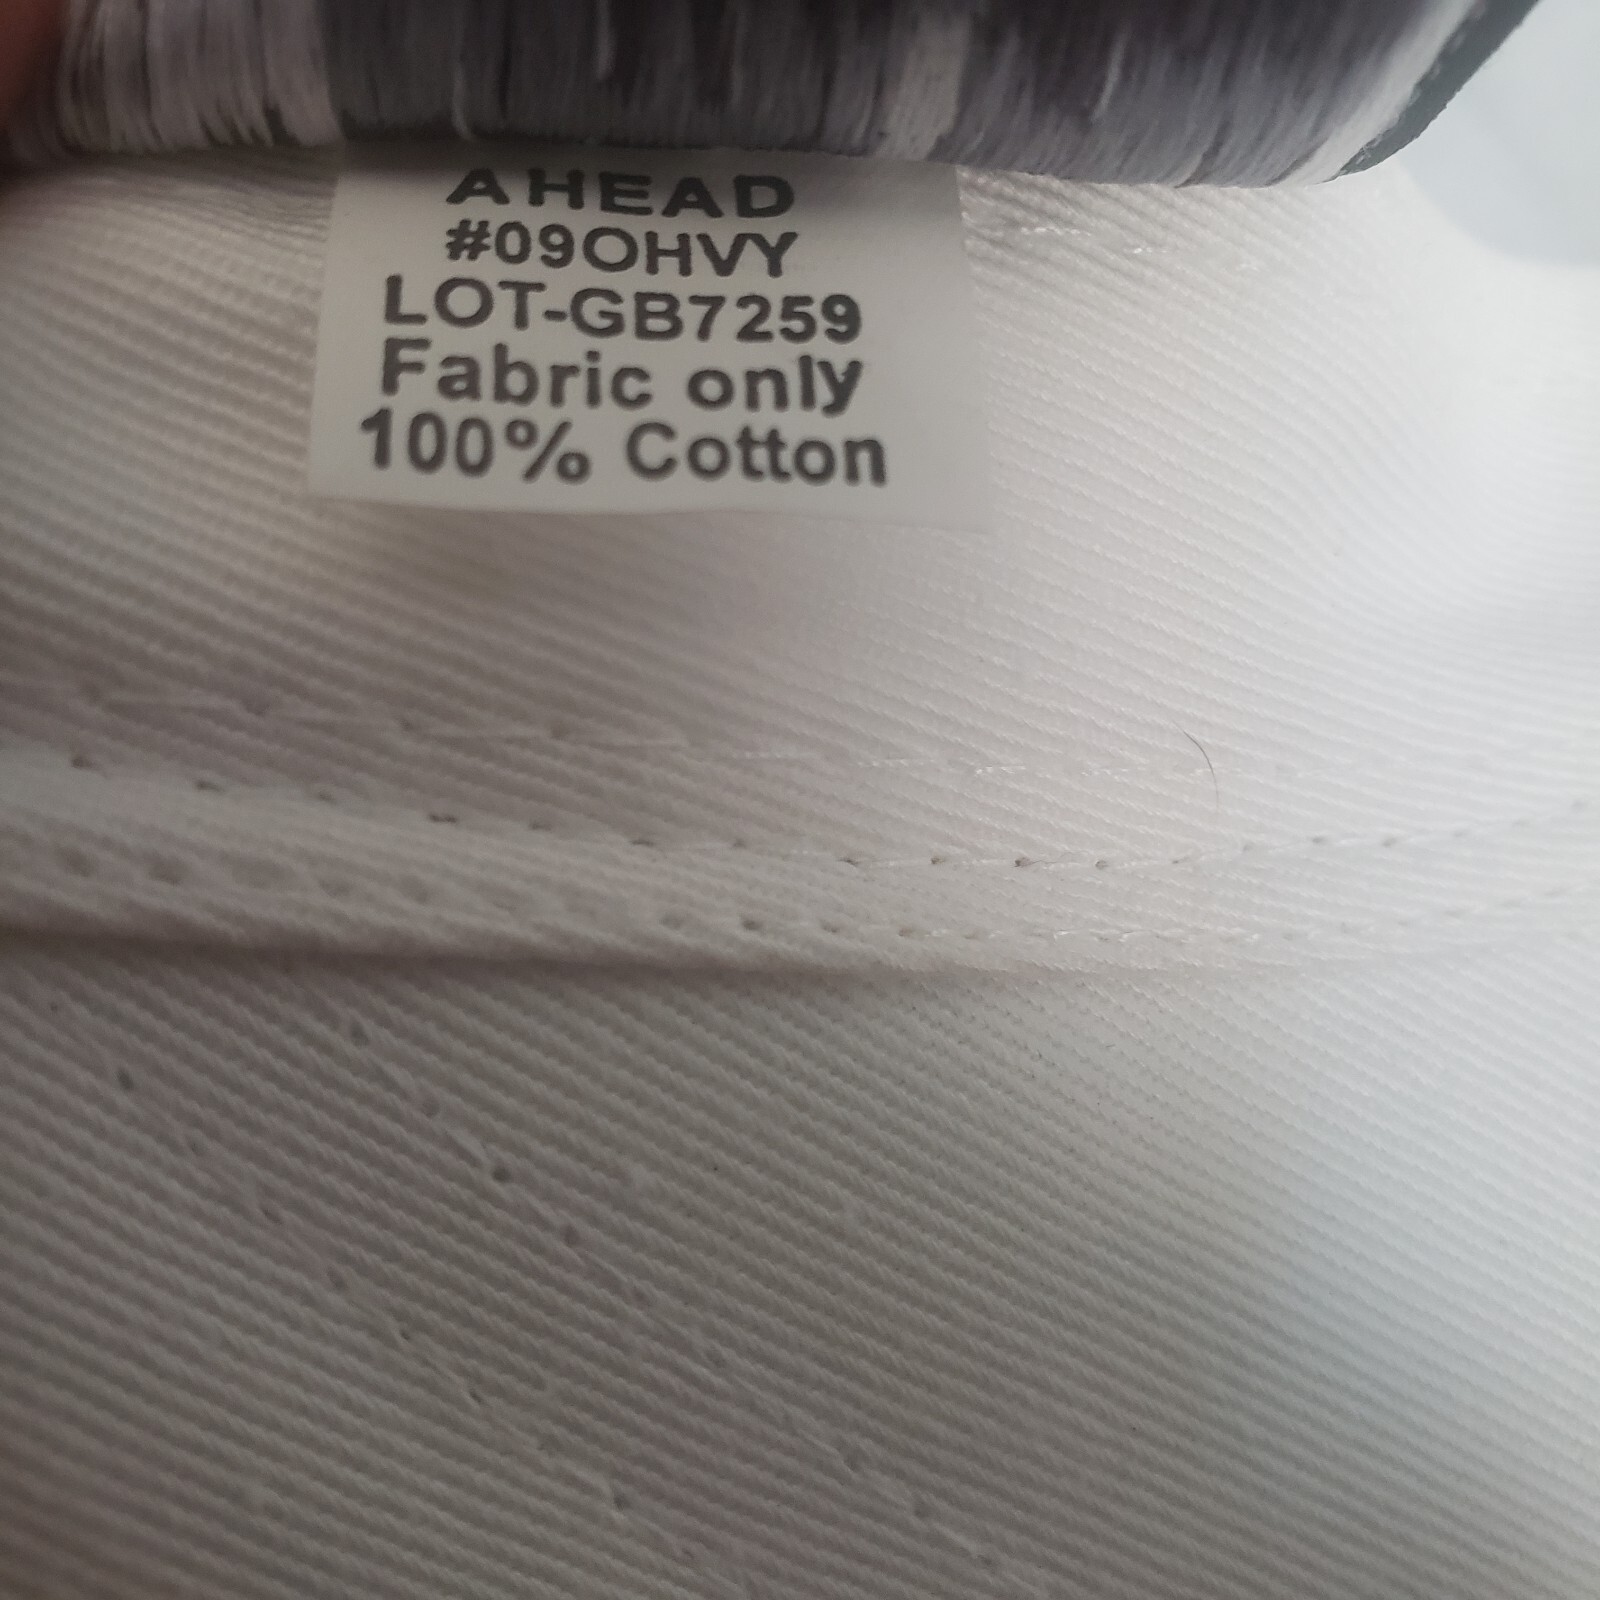 AHEAD
#09OHVY
LOT-GB7259
Fabric only
100% Cotton